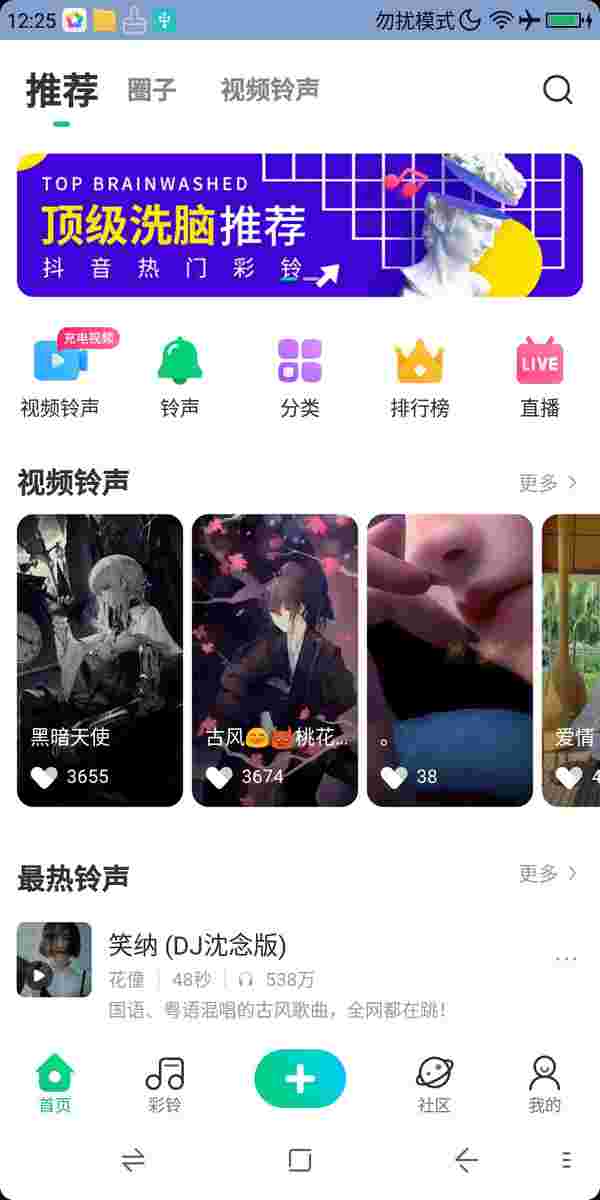 12:25 勿扰模式
推荐 圈子 视频铃声
TOP BRAINWASHED
顶级洗脑推荐
抖音热门彩铃
充电视频
LIVE
视频铃声 铃声 分类 排行榜 直播
视频铃声 更多
黑暗天使 古风😊👹桃花... 。 爱情
3655 3674 38 4
最热铃声 更多
笑纳 (DJ沈念版)
花僮 48秒 538万
国语、粤语混唱的古风歌曲，全网都在跳！
首页 彩铃 社区 我的